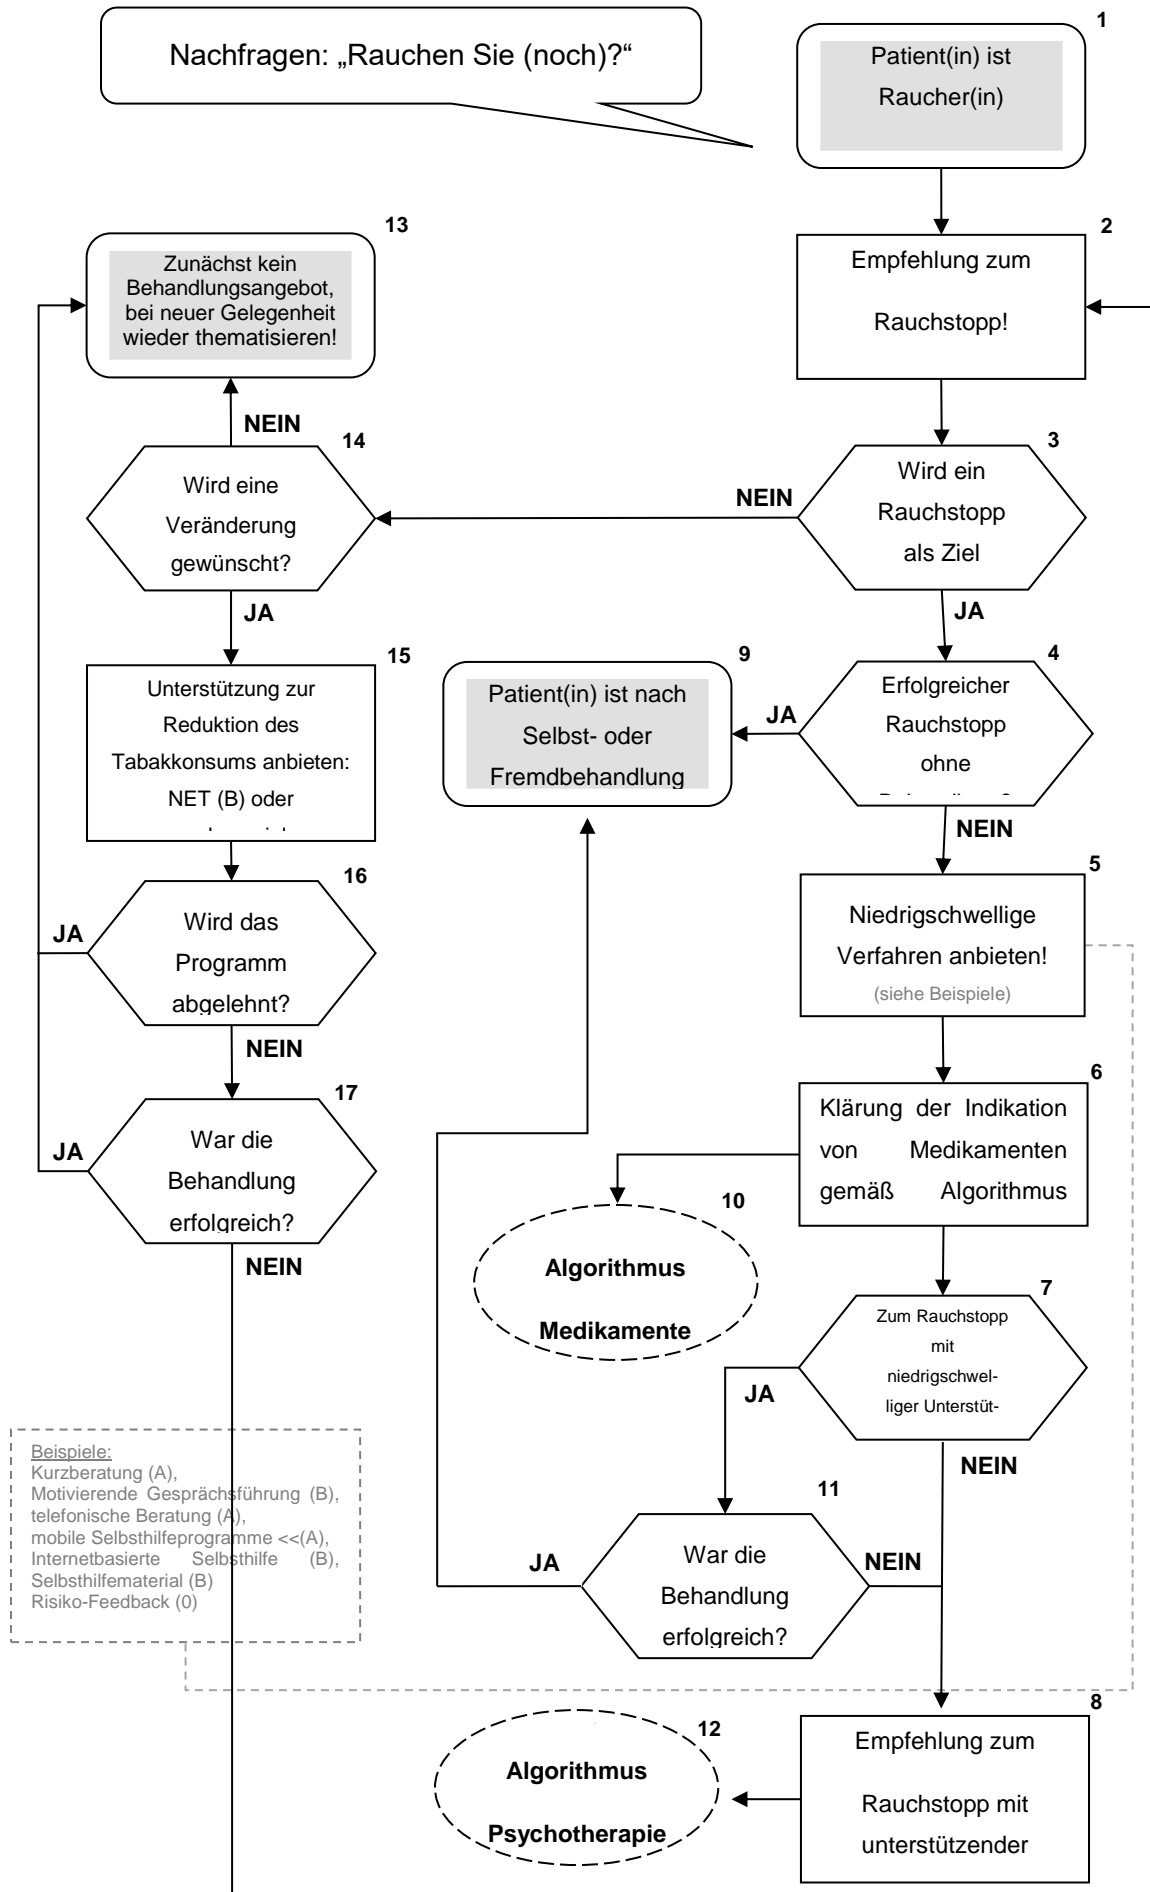 Nachfragen: „Rauchen Sie (noch)?“
1
Patient(in) ist
Raucher(in)
2
Empfehlung zum
Rauchstopp!
3
Wird ein
Rauchstopp
als Ziel
NEIN
JA
13
Zunächst kein
Behandlungsangebot,
bei neuer Gelegenheit
wieder thematisieren!
NEIN
14
Wird eine
Veränderung
gewünscht?
JA
15
Unterstützung zur
Reduktion des
Tabakkonsums anbieten:
NET (B) oder
16
Wird das
Programm
abgelehnt?
JA
NEIN
17
War die
Behandlung
erfolgreich?
JA
NEIN
4
Erfolgreicher
Rauchstopp
ohne
JA
NEIN
9
Patient(in) ist nach
Selbst- oder
Fremdbehandlung
5
Niedrigschwellige
Verfahren anbieten!
(siehe Beispiele)
6
Klärung der Indikation
von Medikamenten
gemäß Algorithmus
10
Algorithmus
Medikamente
7
Zum Rauchstopp
mit
niedrigschwel-
liger Unterstüt-
JA
NEIN
11
War die
Behandlung
erfolgreich?
JA
NEIN
Beispiele:
Kurzberatung (A),
Motivierende Gesprächsführung (B),
telefonische Beratung (A),
mobile Selbsthilfeprogramme <<(A),
Internetbasierte Selbsthilfe (B),
Selbsthilfematerial (B)
Risiko-Feedback (0)
8
Empfehlung zum
Rauchstopp mit
unterstützender
12
Algorithmus
Psychotherapie